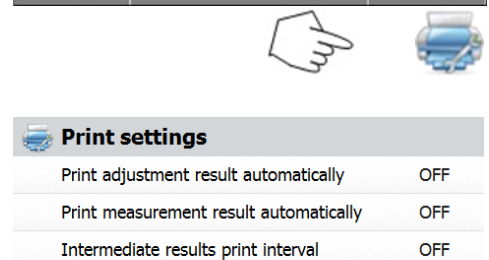 Print settings
Print adjustment result automatically OFF
Print measurement result automatically OFF
Intermediate results print interval OFF